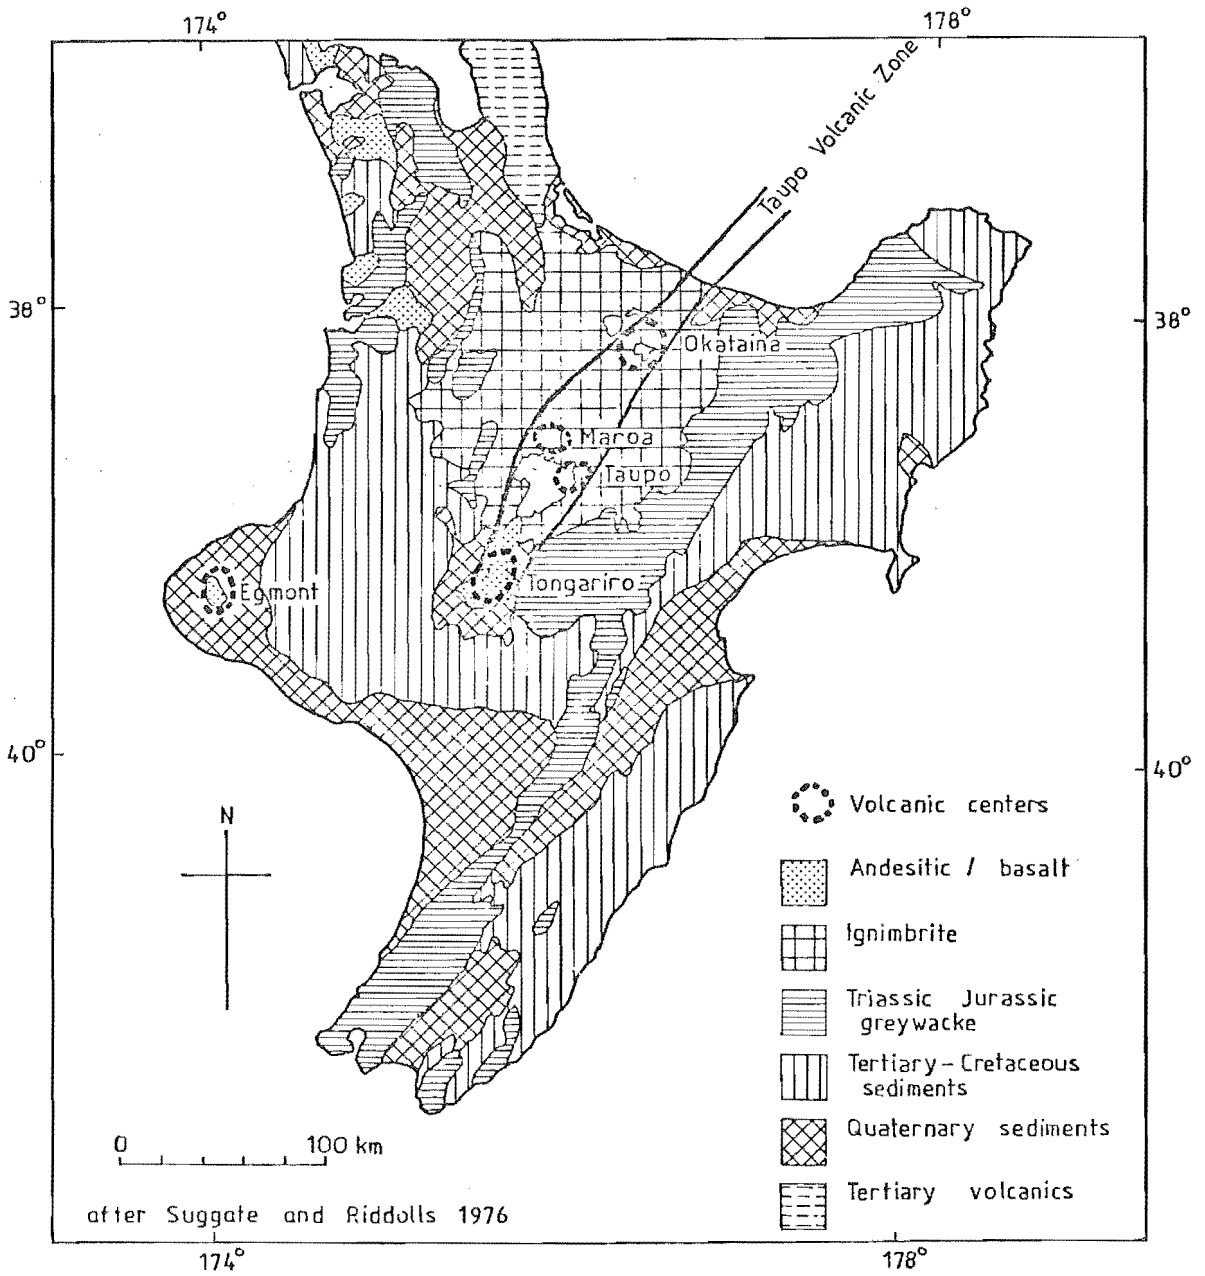 174°
178°
Taupo Volcanic Zone
38°
38°
Okataina
Maroa
Taupo
Egmont
Tongariro
40°
40°
N
Volcanic centers
Andesitic / basalt
Ignimbrite
Triassic Jurassic
greywacke
Tertiary-Cretaceous
sediments
Quaternary sediments
Tertiary volcanics
0 100 km
after Suggate and Riddolls 1976
174°
178°